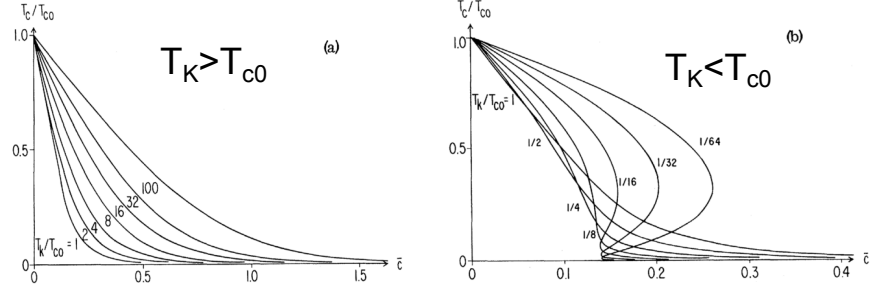 T_c/T_c0
1.0
(a)
T_K>T_c0
0.5
100
32
16
8
4
2
T_k/T_c0 = 1
0
0
0.5
1.0
1.5
c̄
T_c/T_c0
1.0
(b)
T_K<T_c0
T_k/T_c0 = 1
0.5
1/2
1/64
1/32
1/16
1/4
1/8
0
0
0.1
0.2
0.3
0.4
c̄